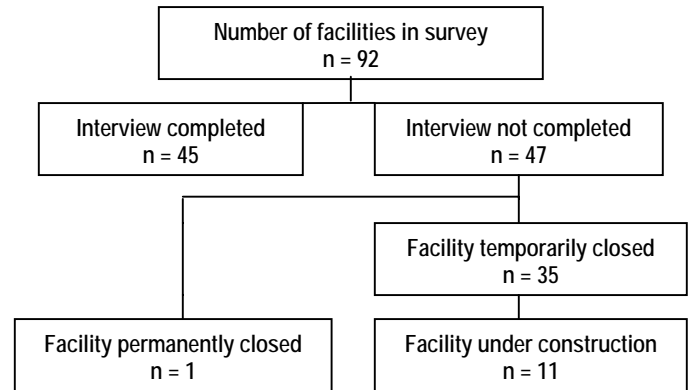 Number of facilities in survey
n = 92
Interview completed
n = 45
Interview not completed
n = 47
Facility temporarily closed
n = 35
Facility permanently closed
n = 1
Facility under construction
n = 11